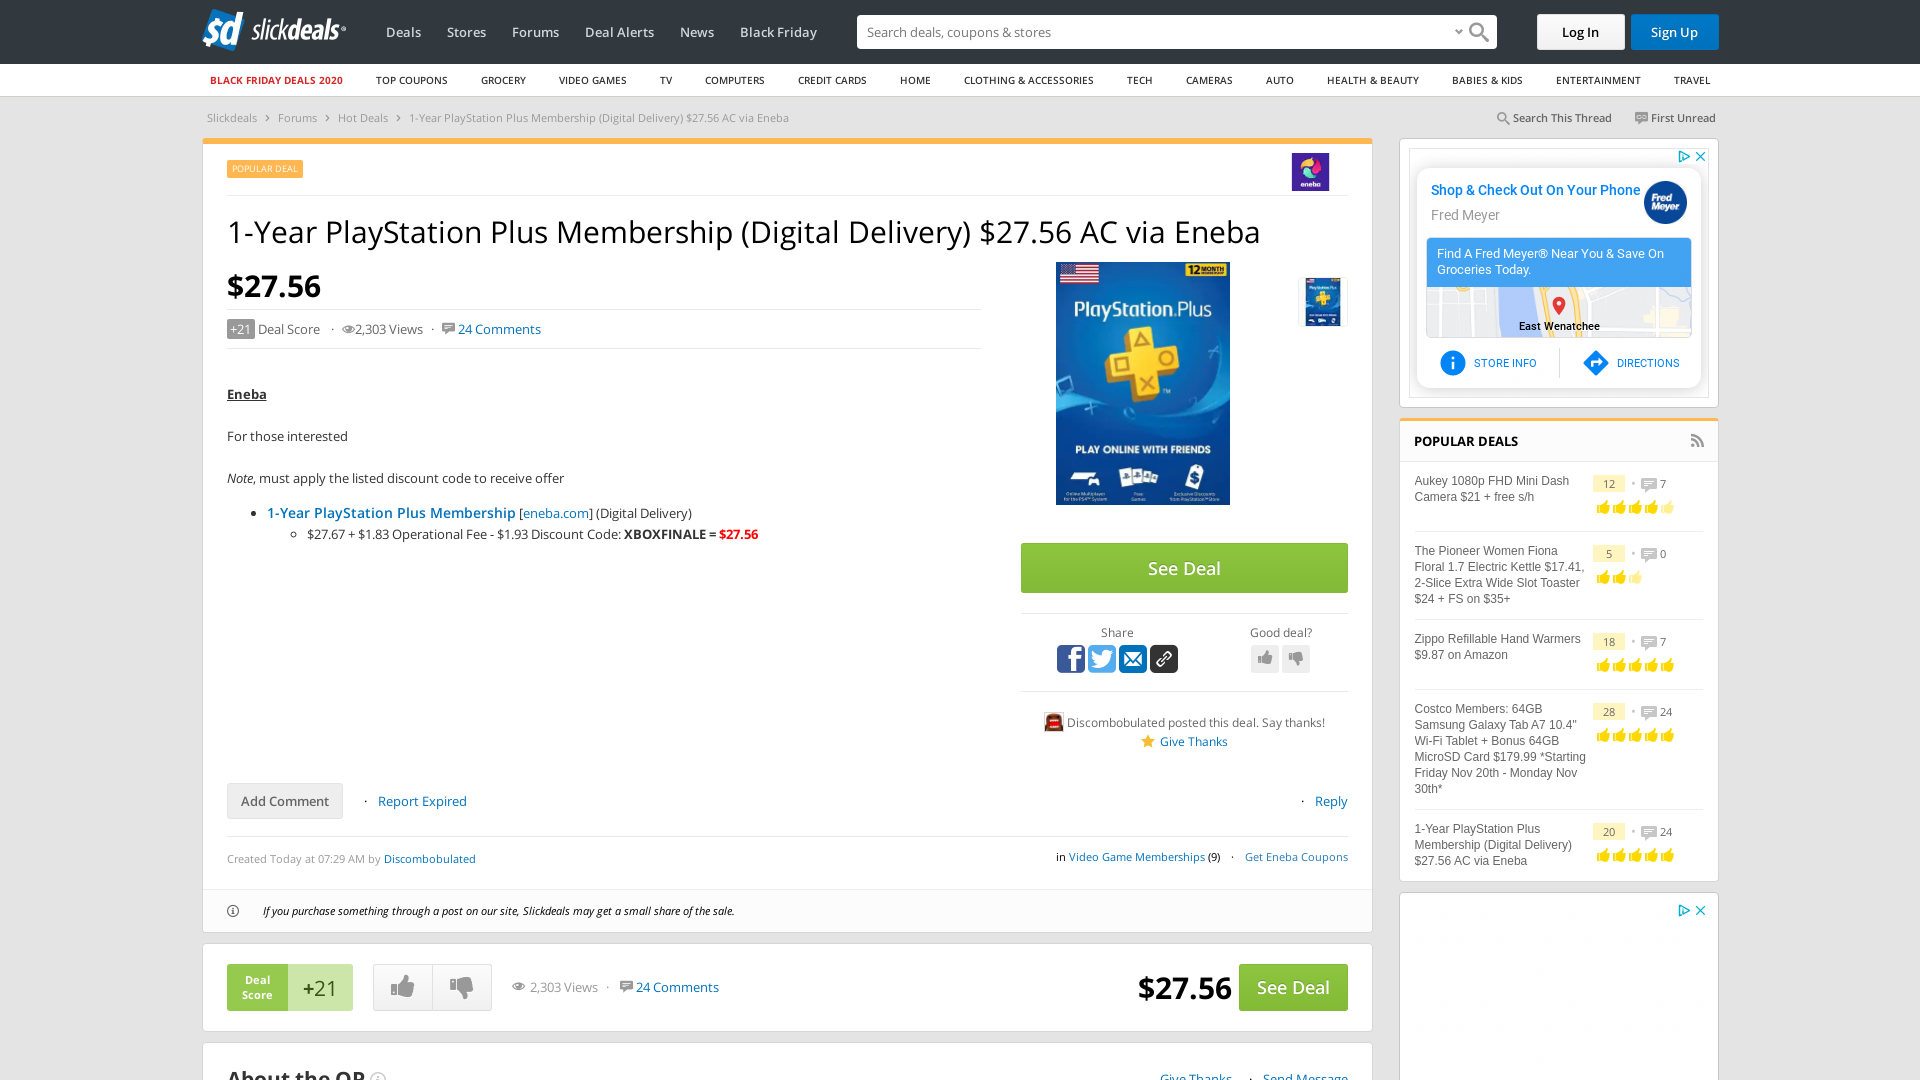 sd slickdeals
Deals Stores Forums Deal Alerts News Black Friday
Search deals, coupons & stores
Log In
Sign Up
BLACK FRIDAY DEALS 2020 TOP COUPONS GROCERY VIDEO GAMES TV COMPUTERS CREDIT CARDS HOME CLOTHING & ACCESSORIES TECH CAMERAS AUTO HEALTH & BEAUTY BABIES & KIDS ENTERTAINMENT TRAVEL
Slickdeals > Forums > Hot Deals > 1-Year PlayStation Plus Membership (Digital Delivery) $27.56 AC via Eneba
Search This Thread
First Unread
POPULAR DEAL
eneba
1-Year PlayStation Plus Membership (Digital Delivery) $27.56 AC via Eneba
$27.56
+21 Deal Score · 2,303 Views · 24 Comments
Eneba
For those interested
Note, must apply the listed discount code to receive offer
1-Year PlayStation Plus Membership [eneba.com] (Digital Delivery)
$27.67 + $1.83 Operational Fee - $1.93 Discount Code: XBOXFINALE = $27.56
12 MONTH
PlayStation.Plus
PLAY ONLINE WITH FRIENDS
See Deal
Share
Good deal?
Discombobulated posted this deal. Say thanks!
Give Thanks
Add Comment · Report Expired
· Reply
Created Today at 07:29 AM by Discombobulated
in Video Game Memberships (9) · Get Eneba Coupons
If you purchase something through a post on our site, Slickdeals may get a small share of the sale.
Deal
Score
+21
2,303 Views · 24 Comments
$27.56
See Deal
About the OP
Give Thanks · Send Message
Shop & Check Out On Your Phone
Fred Meyer
Fred
Meyer
Find A Fred Meyer® Near You & Save On
Groceries Today.
East Wenatchee
STORE INFO
DIRECTIONS
POPULAR DEALS
Aukey 1080p FHD Mini Dash
Camera $21 + free s/h
12 · 7
The Pioneer Women Fiona
Floral 1.7 Electric Kettle $17.41,
2-Slice Extra Wide Slot Toaster
$24 + FS on $35+
5 · 0
Zippo Refillable Hand Warmers
$9.87 on Amazon
18 · 7
Costco Members: 64GB
Samsung Galaxy Tab A7 10.4"
Wi-Fi Tablet + Bonus 64GB
MicroSD Card $179.99 *Starting
Friday Nov 20th - Monday Nov
30th*
28 · 24
1-Year PlayStation Plus
Membership (Digital Delivery)
$27.56 AC via Eneba
20 · 24